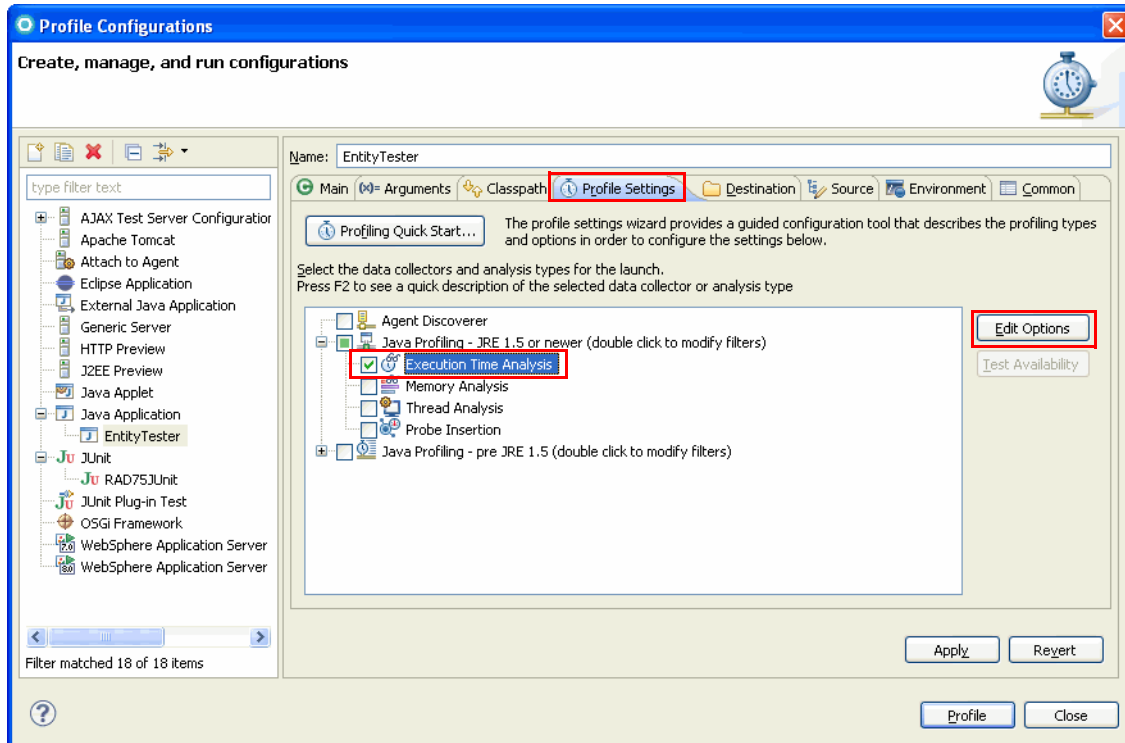 Profile Configurations
Create, manage, and run configurations
type filter text
AJAX Test Server Configuration
Apache Tomcat
Attach to Agent
Eclipse Application
External Java Application
Generic Server
HTTP Preview
J2EE Preview
Java Applet
Java Application
EntityTester
JUnit
RAD75JUnit
JUnit Plug-in Test
OSGi Framework
WebSphere Application Server
WebSphere Application Server
Filter matched 18 of 18 items
Name: EntityTester
Main (x)= Arguments Classpath Profile Settings Destination Source Environment Common
Profiling Quick Start...
The profile settings wizard provides a guided configuration tool that describes the profiling types
and options in order to configure the settings below.
Select the data collectors and analysis types for the launch.
Press F2 to see a quick description of the selected data collector or analysis type
Agent Discoverer
Java Profiling - JRE 1.5 or newer (double click to modify filters)
Execution Time Analysis
Memory Analysis
Thread Analysis
Probe Insertion
Java Profiling - pre JRE 1.5 (double click to modify filters)
Edit Options
Test Availability
Apply
Revert
Profile
Close